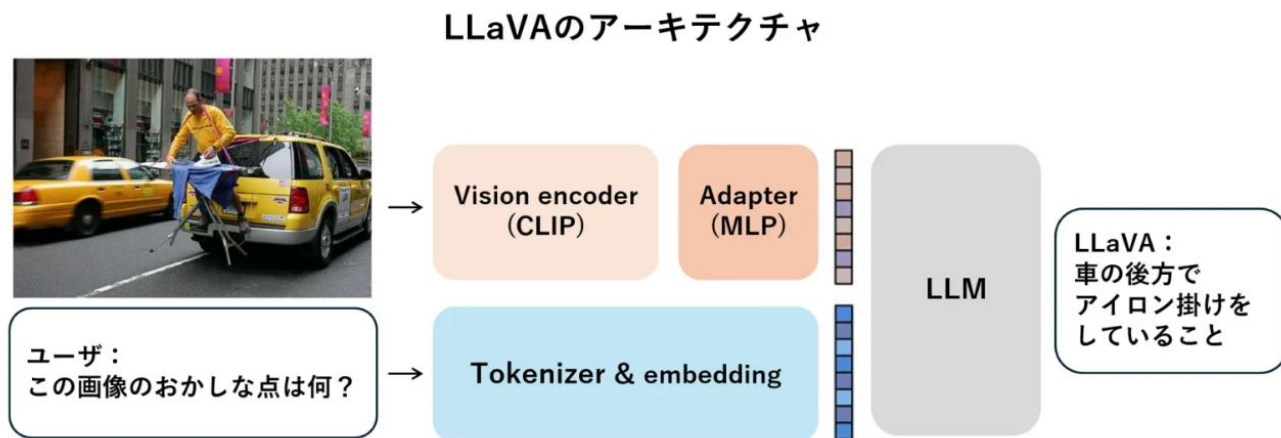 LLaVAのアーキテクチャ
Vision encoder
(CLIP)
Adapter
(MLP)
LLM
LLaVA：
車の後方で
アイロン掛けを
していること
ユーザ：
この画像のおかしな点は何？
Tokenizer & embedding